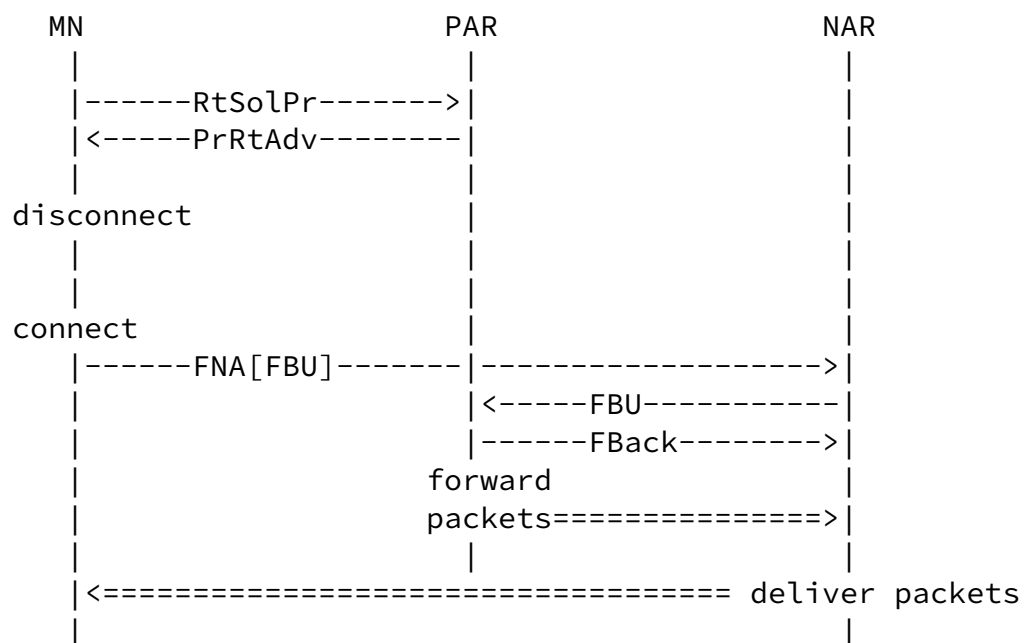 MN PAR NAR
|------RtSolPr------->|
|<-----PrRtAdv--------|
disconnect
connect
|------FNA[FBU]-------|------------------->|
|<-----FBU-----------|
|------FBack-------->|
forward
packets===============>|
|<=================================== deliver packets